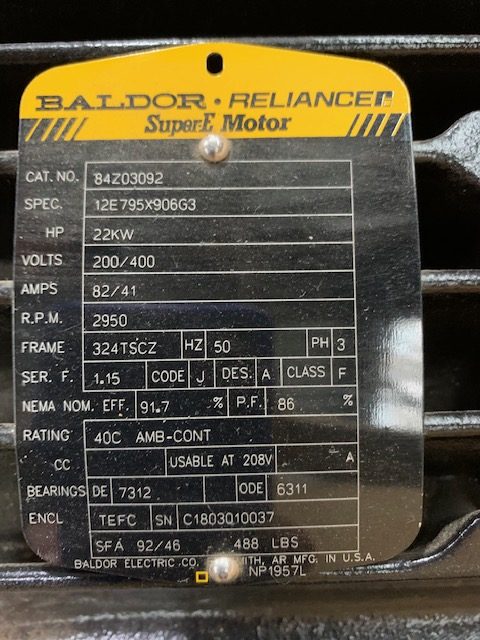 BALDOR · RELIANCE
Super-E Motor
CAT. NO. 84Z03092
SPEC. 12E795X906G3
HP 22KW
VOLTS 200/400
AMPS 82/41
R.P.M. 2950
FRAME 324TSCZ HZ 50 PH 3
SER. F. 1.15 CODE J DES. A CLASS F
NEMA NOM. EFF. 91.7 % P.F. 86 %
RATING 40C AMB-CONT
CC USABLE AT 208V A
BEARINGS DE 7312 ODE 6311
ENCL TEFC SN C1803010037
SFA 92/46 488 LBS
BALDOR ELECTRIC CO. AR MFG. IN U.S.A.
NP1957L